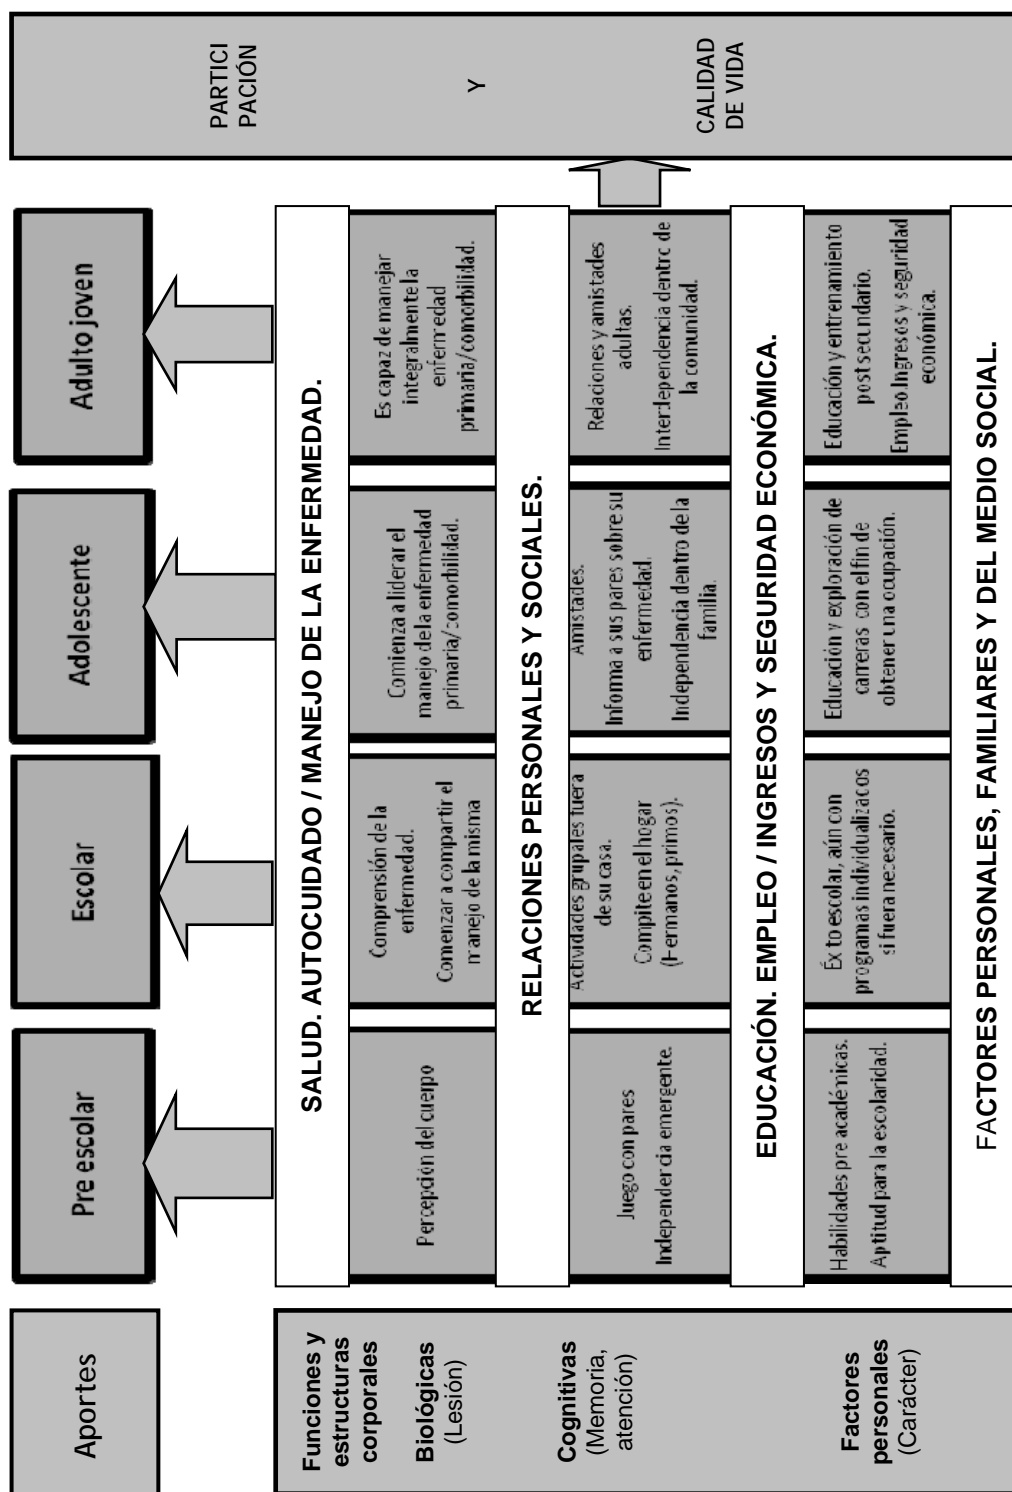 Aportes
Pre escolar
Escolar
Adolescente
Adulto joven
Funciones y
estructuras
corporales
Biológicas
(Lesión)
Cognitivas
(Memoria,
atención)
Factores
personales
(Carácter)
SALUD. AUTOCUIDADO / MANEJO DE LA ENFERMEDAD.
Percepción del cuerpo
Comprensión de la
enfermedad.
Comenzar a compartir el
manejo de la misma
Comienza a liderar el
manejo dela enfermedad
primaria/comorbilidad.
Es capaz de manejar
integralmente la
enfermedad
primaria/comorbilidad.
RELACIONES PERSONALES Y SOCIALES.
Juego con pares
Independencia emergente.
Actividades grupales fuera
de su casa.
Compite en el hogar
(Hermanos, primos).
Amistades.
Informa a sus pares sobre su
enfermedad.
Independencia dentro de la
familia.
Relaciones y amistades
adultas.
Interdependencia dentro de
la comunidad.
EDUCACIÓN. EMPLEO / INGRESOS Y SEGURIDAD ECONÓMICA.
Habilidades pre académicas.
Aptitud para la escolaridad.
Éxito escolar, aún con
programas individualizados
si fuera necesario.
Educación y exploración de
carreras con el fin de
obtener una ocupación.
Educación y entrenamiento
post secundario.
Empleo.Ingresos y seguridad
económica.
FACTORES PERSONALES, FAMILIARES Y DEL MEDIO SOCIAL.
PARTICI
PACIÓN
Y
CALIDAD
DE VIDA